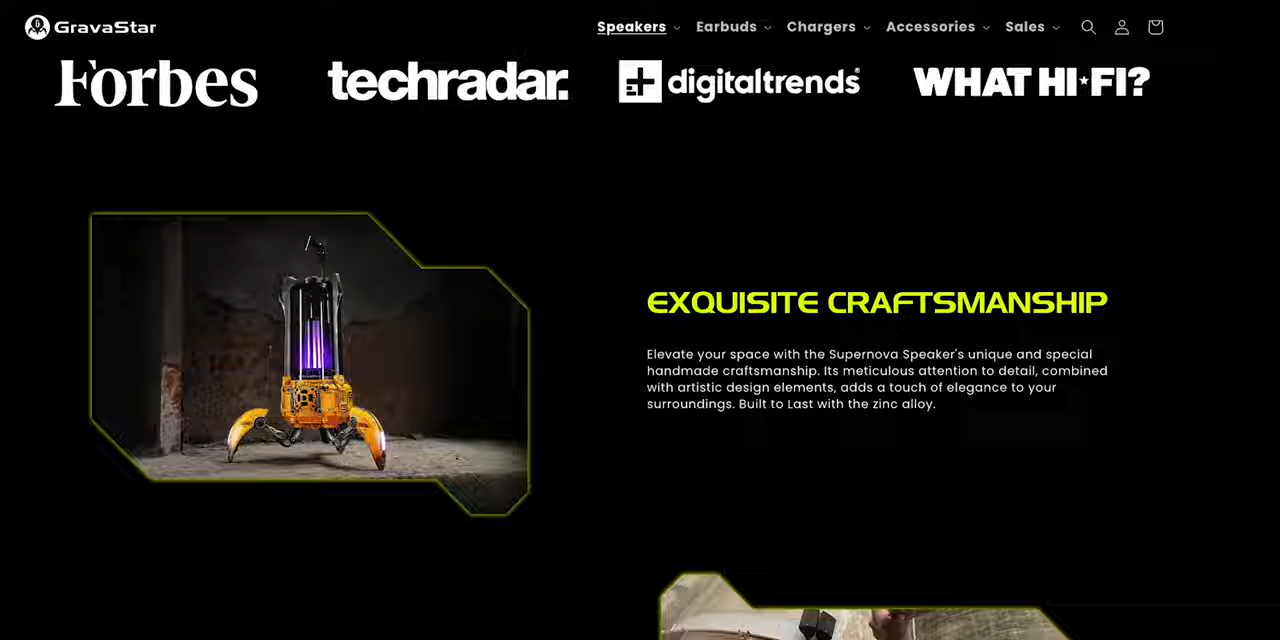 GravaStar
Speakers
Earbuds
Chargers
Accessories
Sales
Forbes
techradar.
digitaltrends®
WHAT HI★FI?
EXQUISITE CRAFTSMANSHIP
Elevate your space with the Supernova Speaker's unique and special
handmade craftsmanship. Its meticulous attention to detail, combined
with artistic design elements, adds a touch of elegance to your
surroundings. Built to Last with the zinc alloy.